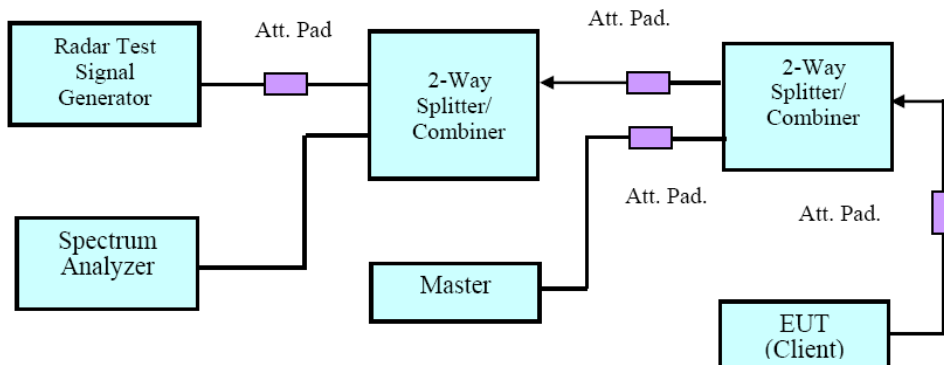 Radar Test
Signal
Generator
Att. Pad
2-Way
Splitter/
Combiner
Att. Pad.
2-Way
Splitter/
Combiner
Att. Pad.
Att. Pad.
Spectrum
Analyzer
Master
EUT
(Client)